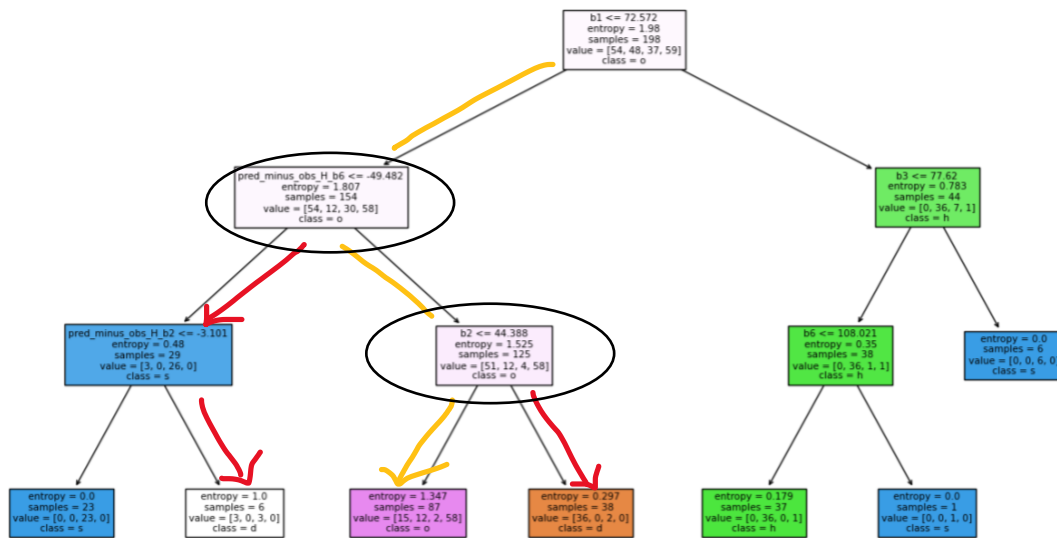 b1 <= 72.572
entropy = 1.98
samples = 198
value = [54, 48, 37, 59]
class = o
pred_minus_obs_H_b6 <= -49.482
entropy = 1.807
samples = 154
value = [54, 12, 30, 58]
class = o
b3 <= 77.62
entropy = 0.783
samples = 44
value = [0, 36, 7, 1]
class = h
pred_minus_obs_H_b2 <= -3.101
entropy = 0.48
samples = 29
value = [3, 0, 26, 0]
class = s
b2 <= 44.388
entropy = 1.525
samples = 125
value = [51, 12, 4, 58]
class = o
b6 <= 108.021
entropy = 0.35
samples = 38
value = [0, 36, 1, 1]
class = h
entropy = 0.0
samples = 6
value = [0, 0, 6, 0]
class = s
entropy = 0.0
samples = 23
value = [0, 0, 23, 0]
class = s
entropy = 1.0
samples = 6
value = [3, 0, 3, 0]
class = d
entropy = 1.347
samples = 87
value = [15, 12, 2, 58]
class = o
entropy = 0.297
samples = 38
value = [36, 0, 2, 0]
class = d
entropy = 0.179
samples = 37
value = [0, 36, 0, 1]
class = h
entropy = 0.0
samples = 1
value = [0, 0, 1, 0]
class = s